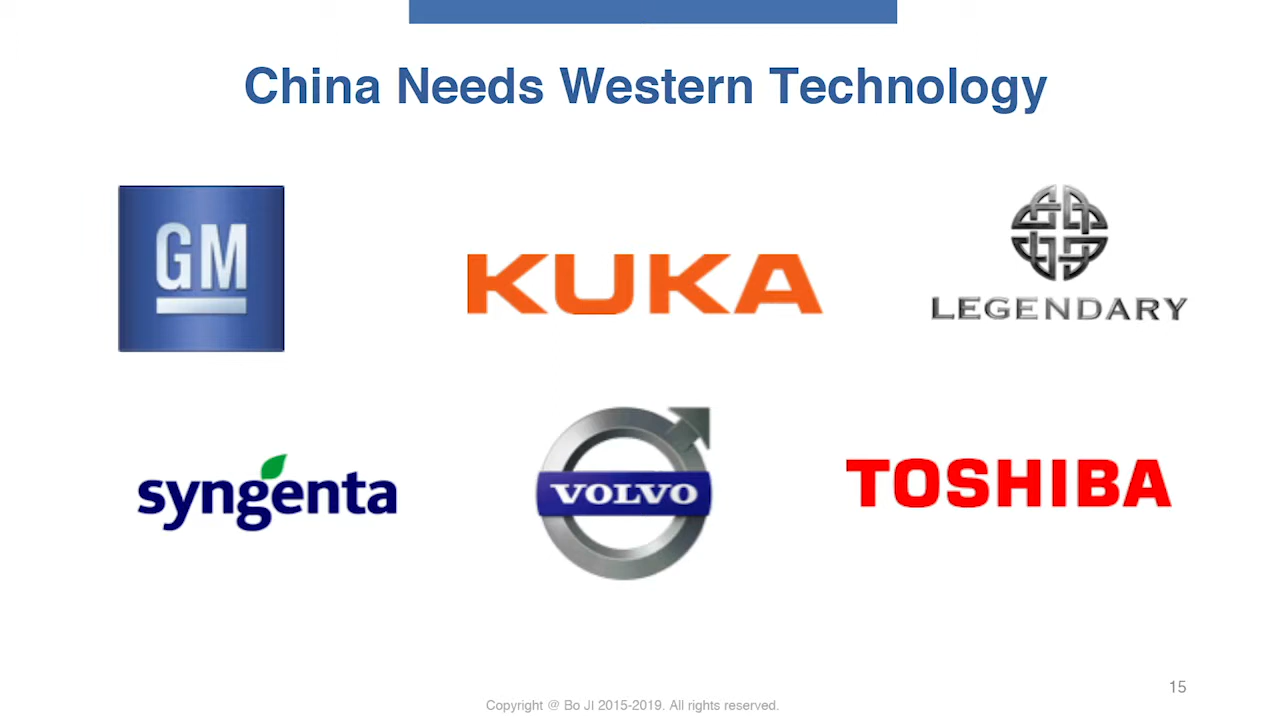 China Needs Western Technology
GM
KUKA
LEGENDARY
syngenta
VOLVO
TOSHIBA
15
Copyright @ Bo JI 2015-2019. All rights reserved.